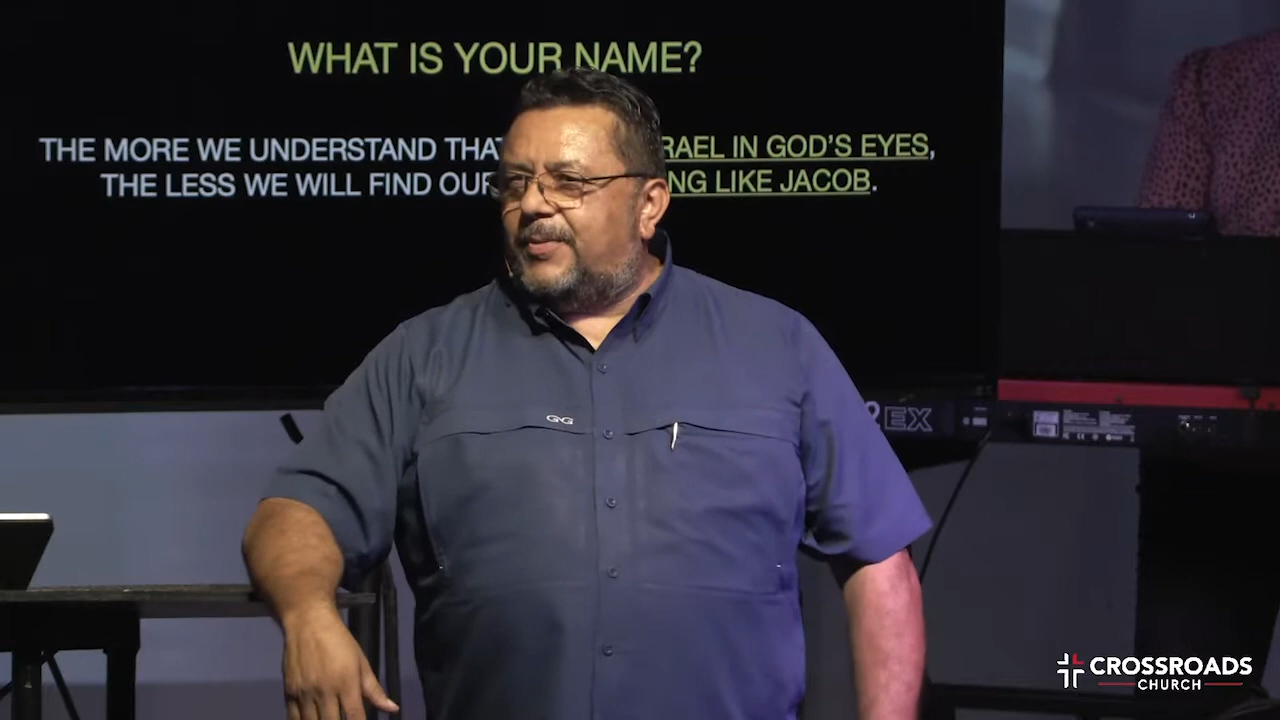 WHAT IS YOUR NAME?
THE MORE WE UNDERSTAND THAT RAEL IN GOD'S EYES,
THE LESS WE WILL FIND OUR NG LIKE JACOB.
GNG
EX
CROSSROADS
CHURCH